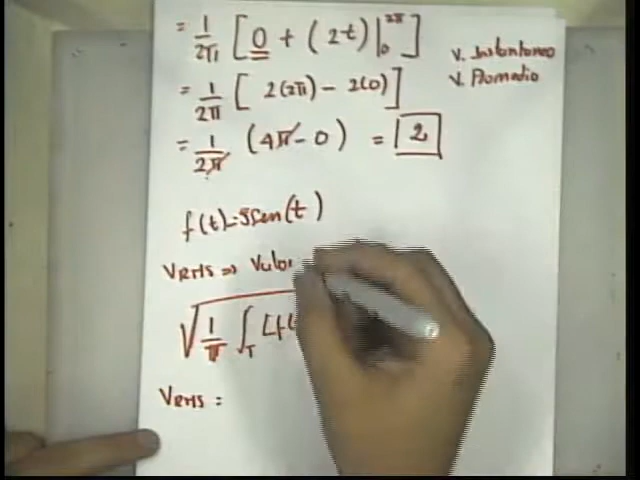 = 1/2π [ 0 + (2t) |₀^2π ]
V. Instantaneo
V. Promedio
= 1/2π [ 2(2π) - 2(0) ]
= 1/2π (4π - 0) = 2
f(t)=5Sen(t)
VRMS ⇒
√ 1/T ∫T [f(
VRMS =